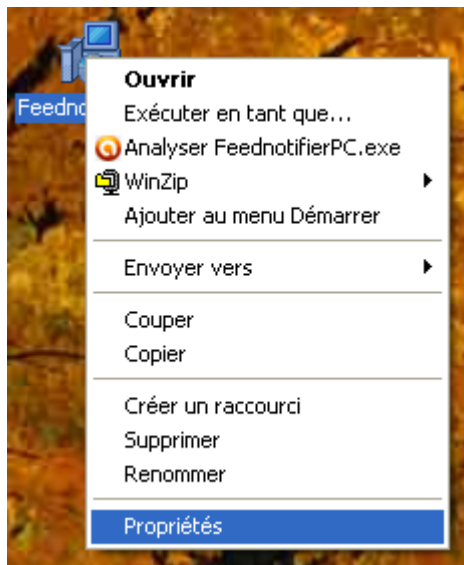 Feedno
Ouvrir
Exécuter en tant que...
Analyser FeednotifierPC.exe
WinZip
Ajouter au menu Démarrer
Envoyer vers
Couper
Copier
Créer un raccourci
Supprimer
Renommer
Propriétés